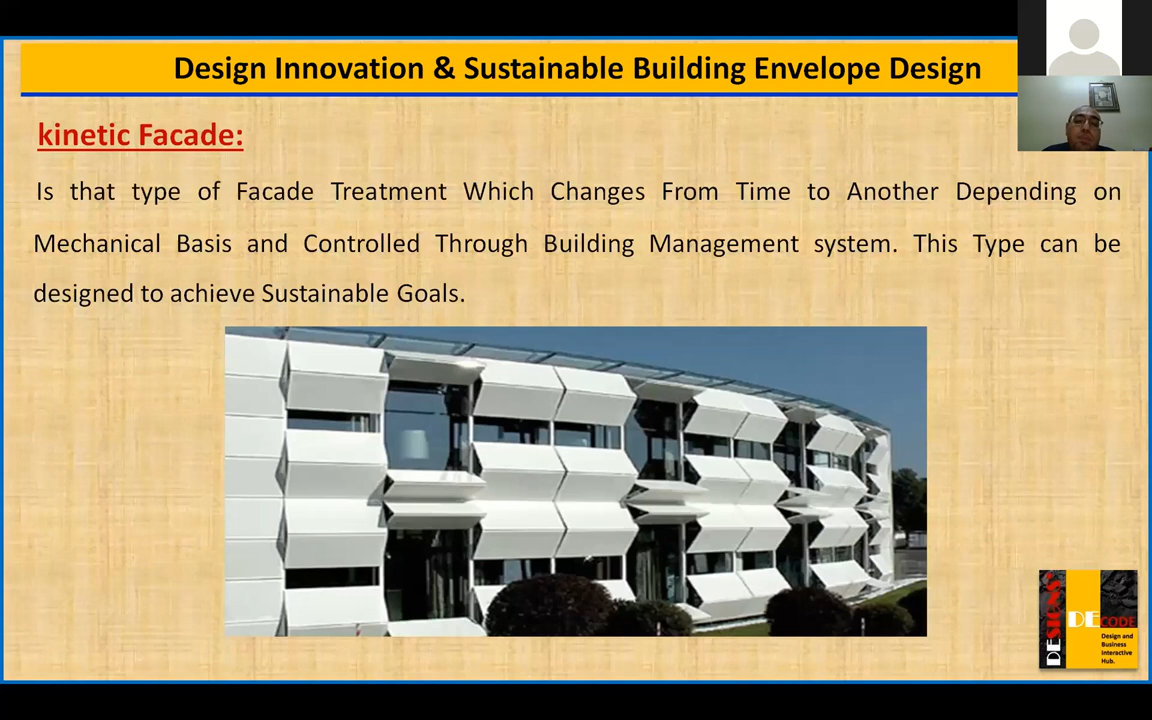 Design Innovation & Sustainable Building Envelope Design
kinetic Facade:
Is that type of Facade Treatment Which Changes From Time to Another Depending on
Mechanical Basis and Controlled Through Building Management system. This Type can be
designed to achieve Sustainable Goals.
DESIGNS
DECODE
Design and
Business
Interactive
Hub.